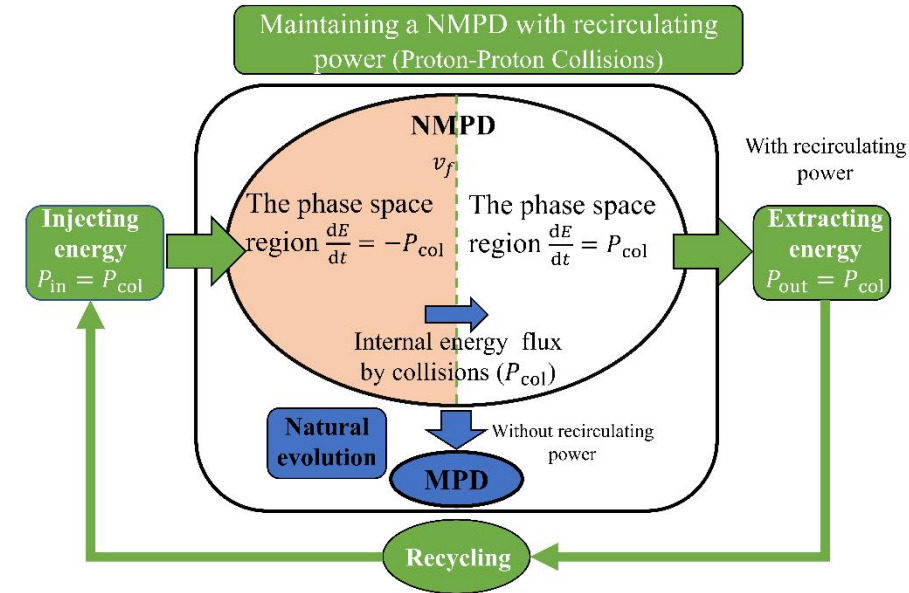 Maintaining a NMPD with recirculating
power (Proton-Proton Collisions)
NMPD
v_f
With recirculating
power
Injecting
energy
P_in = P_col
The phase space
region dE/dt = −P_col
The phase space
region dE/dt = P_col
Extracting
energy
P_out = P_col
Internal energy flux
by collisions (P_col)
Natural
evolution
Without recirculating
power
MPD
Recycling